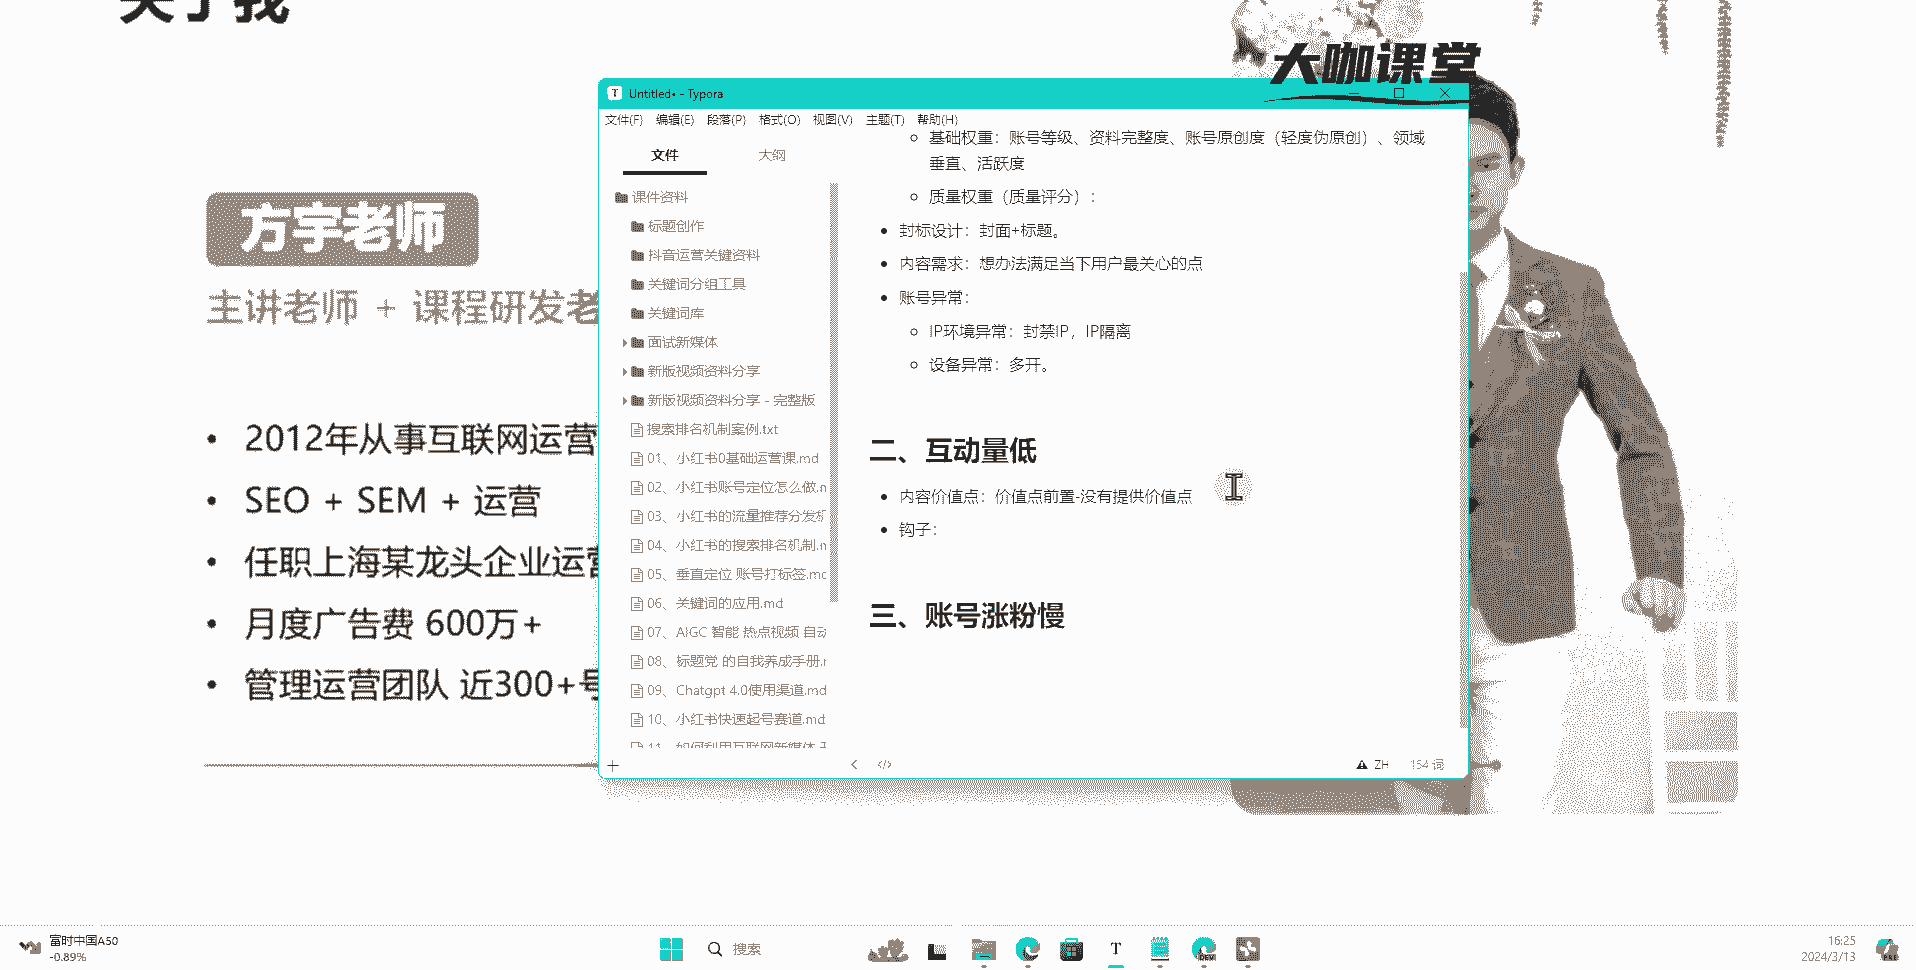 关于我
大咖课堂
方宇老师
主讲老师 + 课程研发老
2012年从事互联网运营
SEO + SEM + 运营
任职上海某龙头企业运营
月度广告费 600万+
管理运营团队 近300+号
Untitled• - Typora
文件(F) 编辑(E) 段落(P) 格式(O) 视图(V) 主题(T) 帮助(H)
文件 大纲
课件资料
标题创作
抖音运营关键资料
关键词分组工具
关键词库
面试新媒体
新版视频资料分享
新版视频资料分享 - 完整版
搜索排名机制案例.txt
01、小红书0基础运营课.md
02、小红书账号定位怎么做.n
03、小红书的流量推荐分发机
04、小红书的搜索排名机制.n
05、垂直定位 账号打标签.mc
06、关键词的应用.md
07、AIGC 智能 热点视频 自动
08、标题党 的自我养成手册.r
09、Chatgpt 4.0使用渠道.md
10、小红书快速起号赛道.md
11、如何利用互联网新媒体
基础权重：账号等级、资料完整度、账号原创度（轻度伪原创）、领域
垂直、活跃度
质量权重（质量评分）：
封标设计：封面+标题。
内容需求：想办法满足当下用户最关心的点
账号异常：
IP环境异常：封禁IP，IP隔离
设备异常：多开。
二、互动量低
内容价值点：价值点前置-没有提供价值点
钩子：
三、账号涨粉慢
ZH 154 词
富时中国A50
-0.89%
搜索
16:25
2024/3/13